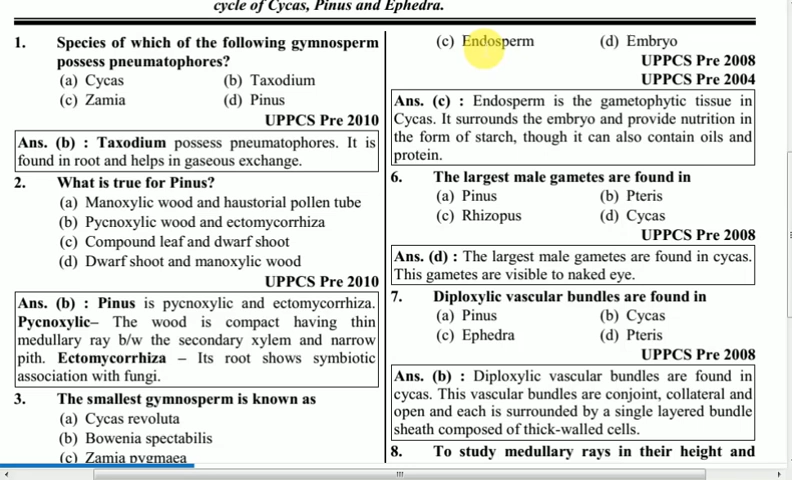 cycle of Cycas, Pinus and Ephedra.
1. Species of which of the following gymnosperm
possess pneumatophores?
(a) Cycas (b) Taxodium
(c) Zamia (d) Pinus
UPPCS Pre 2010
Ans. (b) : Taxodium possess pneumatophores. It is
found in root and helps in gaseous exchange.
2. What is true for Pinus?
(a) Manoxylic wood and haustorial pollen tube
(b) Pycnoxylic wood and ectomycorrhiza
(c) Compound leaf and dwarf shoot
(d) Dwarf shoot and manoxylic wood
UPPCS Pre 2010
Ans. (b) : Pinus is pycnoxylic and ectomycorrhiza.
Pycnoxylic– The wood is compact having thin
medullary ray b/w the secondary xylem and narrow
pith. Ectomycorrhiza – Its root shows symbiotic
association with fungi.
3. The smallest gymnosperm is known as
(a) Cycas revoluta
(b) Bowenia spectabilis
(c) Zamia pygmaea
(c) Endosperm (d) Embryo
UPPCS Pre 2008
UPPCS Pre 2004
Ans. (c) : Endosperm is the gametophytic tissue in
Cycas. It surrounds the embryo and provide nutrition in
the form of starch, though it can also contain oils and
protein.
6. The largest male gametes are found in
(a) Pinus (b) Pteris
(c) Rhizopus (d) Cycas
UPPCS Pre 2008
Ans. (d) : The largest male gametes are found in cycas.
This gametes are visible to naked eye.
7. Diploxylic vascular bundles are found in
(a) Pinus (b) Cycas
(c) Ephedra (d) Pteris
UPPCS Pre 2008
Ans. (b) : Diploxylic vascular bundles are found in
cycas. This vascular bundles are conjoint, collateral and
open and each is surrounded by a single layered bundle
sheath composed of thick-walled cells.
8. To study medullary rays in their height and